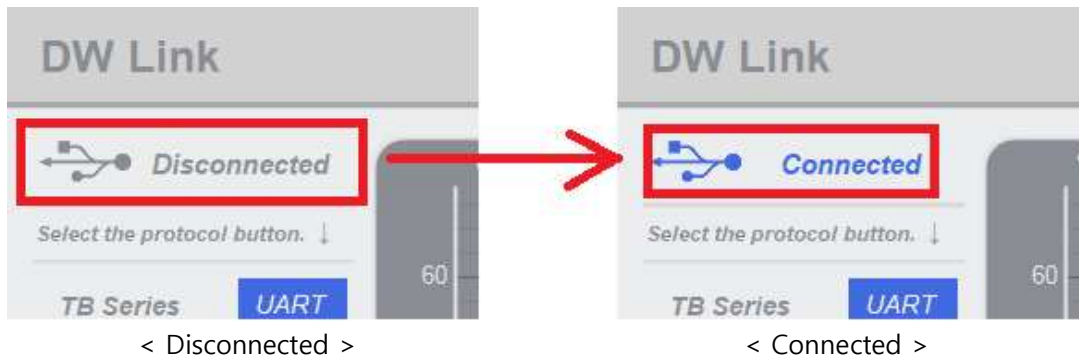 DW Link
Disconnected
Select the protocol button. ↓
60
TB Series
UART
< Disconnected >
DW Link
Connected
Select the protocol button. ↓
60
TB Series
UART
< Connected >